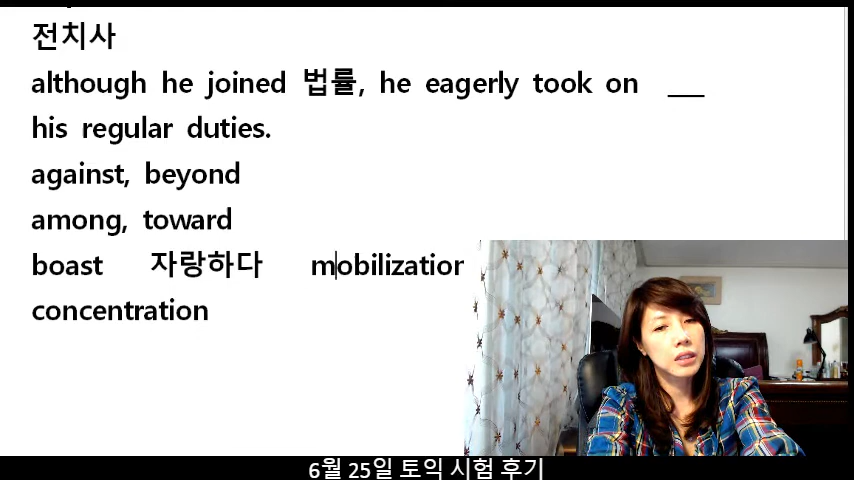 전치사
although he joined 법률, he eagerly took on ___
his regular duties.
against, beyond
among, toward
boast 자랑하다 mobilization
concentration
6월 25일 토익 시험 후기